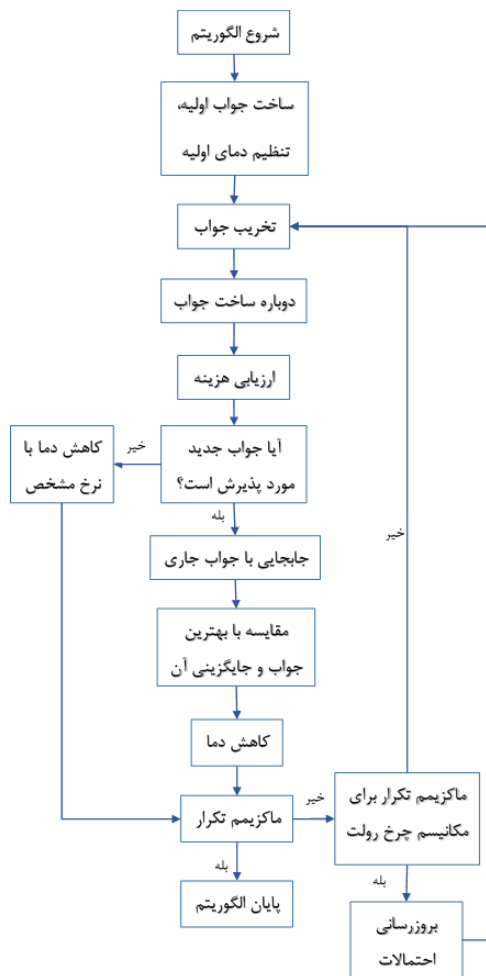 شروع الگوریتم
ساخت جواب اولیه،
تنظیم دمای اولیه
تخریب جواب
دوباره ساخت جواب
ارزیابی هزینه
آیا جواب جدید
مورد پذیرش است؟
خیر
کاهش دما با
نرخ مشخص
بله
جابجایی با جواب جاری
مقایسه با بهترین
جواب و جایگزینی آن
کاهش دما
ماکزیمم تکرار
خیر
ماکزیمم تکرار برای
مکانیسم چرخ رولت
خیر
بله
پایان الگوریتم
بله
بروزرسانی
احتمالات